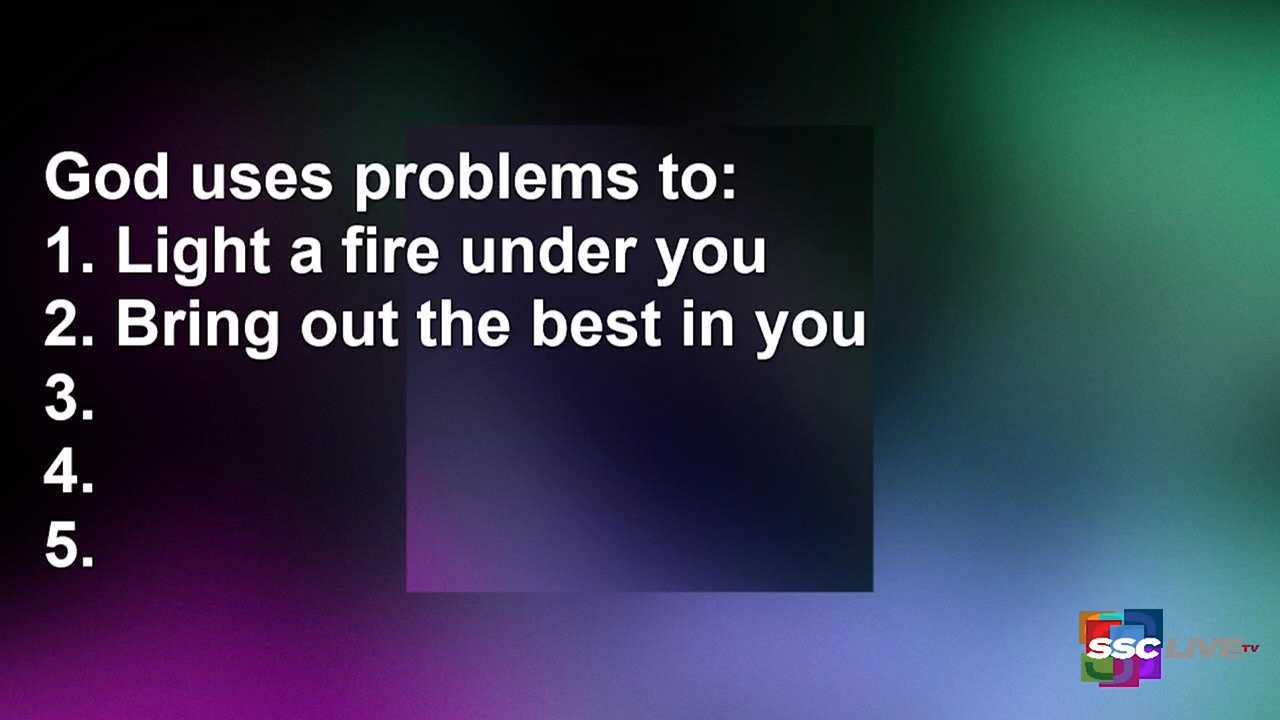 God uses problems to:
1. Light a fire under you
2. Bring out the best in you
3.
4.
5.
SSC LIVE TV